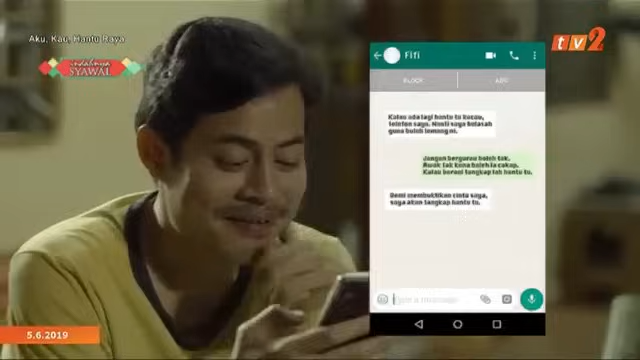 Aku, Kau, Hantu Raya
indahnya
SYAWAL
tv2
Fifi
BLOCK
ADD
Kalau ada lagi hantu tu kacau,
telefon saya. Nanti saya belasah
guna buluh lemang ni.
Jangan bergurau boleh tak.
Awak tak kena boleh la cakap.
Kalau berani tangkap lah hantu tu.
Demi membuktikan cinta saya,
saya akan tangkap hantu tu.
Type a message
5.6.2019